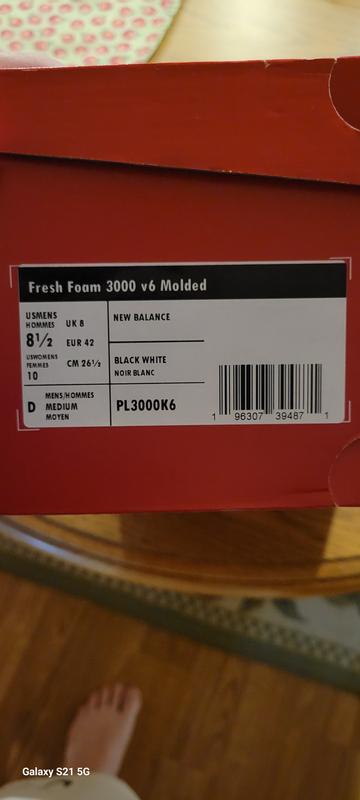 Fresh Foam 3000 v6 Molded
USMENS
HOMMES
8½
USWOMENS
FEMMES
10
UK 8
EUR 42
CM 26½
NEW BALANCE
BLACK WHITE
NOIR BLANC
D
MENS/HOMMES
MEDIUM
MOYEN
PL3000K6
1 96307 39487 1
Galaxy S21 5G